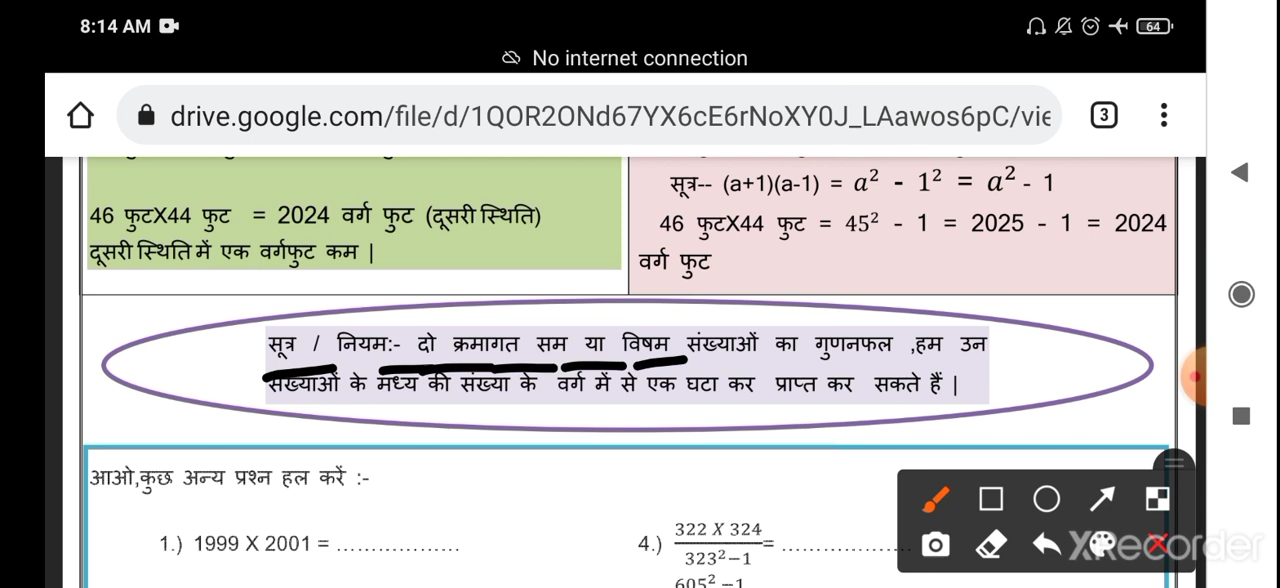 8:14 AM
64
No internet connection
drive.google.com/file/d/1QOR2ONd67YX6cE6rNoXY0J_LAawos6pC/vie
3
46 फुटX44 फुट = 2024 वर्ग फुट (दूसरी स्थिति)
दूसरी स्थिति में एक वर्गफुट कम |
सूत्र-- (a+1)(a-1) = a² - 1² = a² - 1
46 फुटX44 फुट = 45² - 1 = 2025 - 1 = 2024
वर्ग फुट
सूत्र / नियम:- दो क्रमागत सम या विषम संख्याओं का गुणनफल ,हम उन
संख्याओं के मध्य की संख्या के वर्ग में से एक घटा कर प्राप्त कर सकते हैं |
आओ,कुछ अन्य प्रश्न हल करें :-
1.) 1999 X 2001 = ..................
4.) 322 X 324
323²−1
= ..................
605² −1
XRecorder